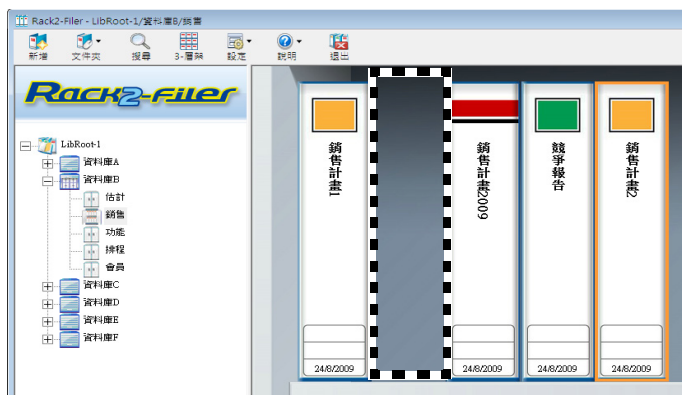 Rack2-Filer - LibRoot-1/資料庫B/銷售
新增 文件夾 搜尋 3-層架 設定 說明 退出
Rack2-Filer
LibRoot-1
資料庫A
資料庫B
估計
銷售
功能
排程
會員
資料庫C
資料庫D
資料庫E
資料庫F
銷售計畫1
24/8/2009
銷售計畫2009
24/8/2009
競爭報告
24/8/2009
銷售計畫2
24/8/2009